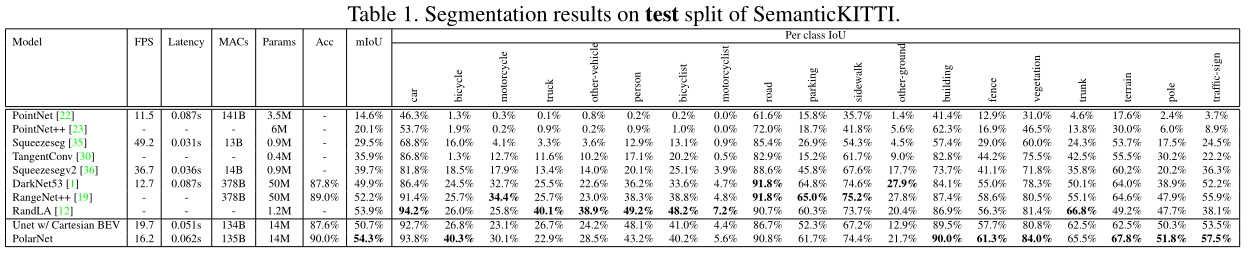 Table 1. Segmentation results on test split of SemanticKITTI.
Model FPS Latency MACs Params Acc mIoU Per class IoU
car bicycle motorcycle truck other-vehicle person bicyclist motorcyclist road parking sidewalk other-ground building fence vegetation trunk terrain pole traffic-sign
PointNet [22] 11.5 0.087s 141B 3.5M - 14.6% 46.3% 1.3% 0.3% 0.1% 0.8% 0.2% 0.2% 0.0% 61.6% 15.8% 35.7% 1.4% 41.4% 12.9% 31.0% 4.6% 17.6% 2.4% 3.7%
PointNet++ [23] - - - 6M - 20.1% 53.7% 1.9% 0.2% 0.9% 0.2% 0.9% 1.0% 0.0% 72.0% 18.7% 41.8% 5.6% 62.3% 16.9% 46.5% 13.8% 30.0% 6.0% 8.9%
Squeezeseg [35] 49.2 0.031s 13B 0.9M - 29.5% 68.8% 16.0% 4.1% 3.3% 3.6% 12.9% 13.1% 0.9% 85.4% 26.9% 54.3% 4.5% 57.4% 29.0% 60.0% 24.3% 53.7% 17.5% 24.5%
TangentConv [30] - - - 0.4M - 35.9% 86.8% 1.3% 12.7% 11.6% 10.2% 17.1% 20.2% 0.5% 82.9% 15.2% 61.7% 9.0% 82.8% 44.2% 75.5% 42.5% 55.5% 30.2% 22.2%
Squeezesegv2 [36] 36.7 0.036s 14B 0.9M - 39.7% 81.8% 18.5% 17.9% 13.4% 14.0% 20.1% 25.1% 3.9% 88.6% 45.8% 67.6% 17.7% 73.7% 41.1% 71.8% 35.8% 60.2% 20.2% 36.3%
DarkNet53 [1] 12.7 0.087s 378B 50M 87.8% 49.9% 86.4% 24.5% 32.7% 25.5% 22.6% 36.2% 33.6% 4.7% 91.8% 64.8% 74.6% 27.9% 84.1% 55.0% 78.3% 50.1% 64.0% 38.9% 52.2%
RangeNet++ [19] - - 378B 50M 89.0% 52.2% 91.4% 25.7% 34.4% 25.7% 23.0% 38.3% 38.8% 4.8% 91.8% 65.0% 75.2% 27.8% 87.4% 58.6% 80.5% 55.1% 64.6% 47.9% 55.9%
RandLA [12] - - - 1.2M - 53.9% 94.2% 26.0% 25.8% 40.1% 38.9% 49.2% 48.2% 7.2% 90.7% 60.3% 73.7% 20.4% 86.9% 56.3% 81.4% 66.8% 49.2% 47.7% 38.1%
Unet w/ Cartesian BEV 19.7 0.051s 134B 14M 87.6% 50.7% 92.7% 26.8% 23.1% 26.7% 24.2% 48.1% 41.0% 4.4% 86.7% 52.3% 67.2% 12.9% 89.5% 57.7% 80.8% 62.5% 62.5% 50.3% 53.5%
PolarNet 16.2 0.062s 135B 14M 90.0% 54.3% 93.8% 40.3% 30.1% 22.9% 28.5% 43.2% 40.2% 5.6% 90.8% 61.7% 74.4% 21.7% 90.0% 61.3% 84.0% 65.5% 67.8% 51.8% 57.5%